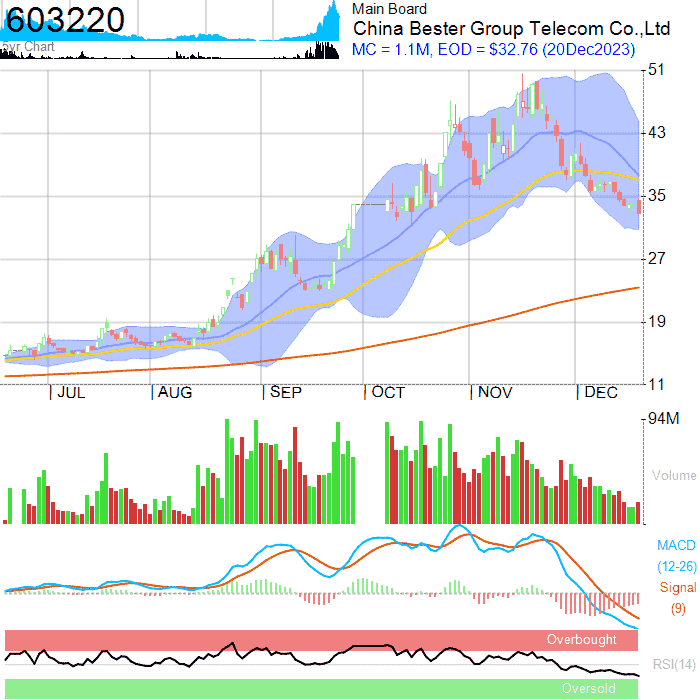 603220
5yr Chart
Main Board
China Bester Group Telecom Co.,Ltd
MC = 1.1M, EOD = $32.76 (20Dec2023)
51
43
35
27
19
11
JUL AUG SEP OCT NOV DEC
94M
Volume
MACD
(12-26)
Signal
(9)
Overbought
RSI(14)
Oversold